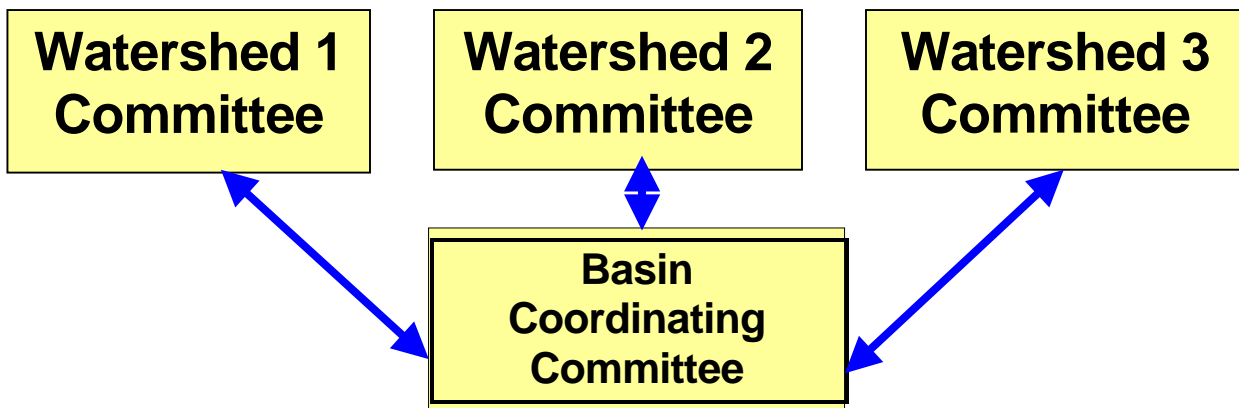 Watershed 1
Committee
Watershed 2
Committee
Watershed 3
Committee
Basin
Coordinating
Committee